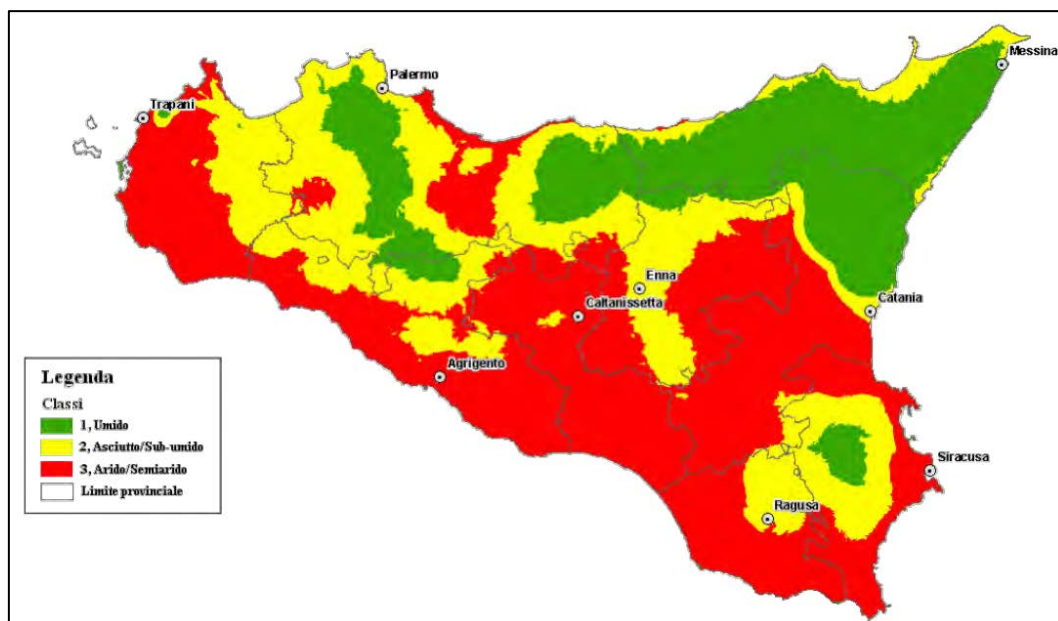 Messina
Palermo
Trapani
Enna
Caltanissetta
Catania
Agrigento
Siracusa
Ragusa
Legenda
Classi
1, Umido
2, Asciutto/Sub-umido
3, Arido/Semiarido
Limite provinciale